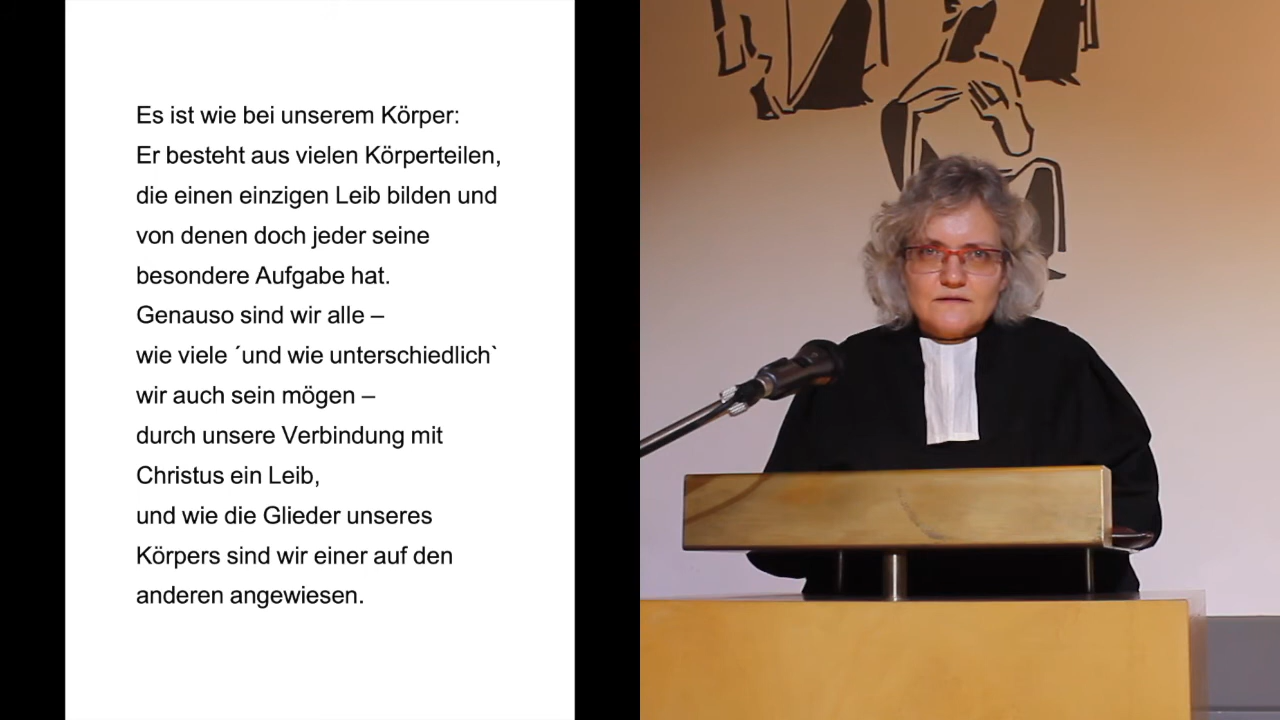 Es ist wie bei unserem Körper:
Er besteht aus vielen Körperteilen,
die einen einzigen Leib bilden und
von denen doch jeder seine
besondere Aufgabe hat.
Genauso sind wir alle –
wie viele ´und wie unterschiedlich`
wir auch sein mögen –
durch unsere Verbindung mit
Christus ein Leib,
und wie die Glieder unseres
Körpers sind wir einer auf den
anderen angewiesen.